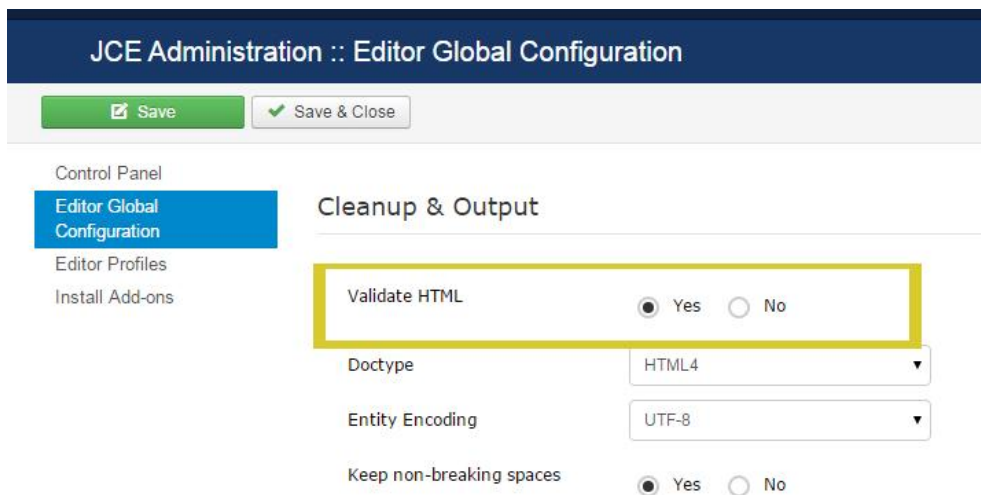 JCE Administration :: Editor Global Configuration
Save Save & Close
Control Panel
Editor Global
Configuration
Editor Profiles
Install Add-ons
Cleanup & Output
Validate HTML Yes No
Doctype HTML4
Entity Encoding UTF-8
Keep non-breaking spaces Yes No